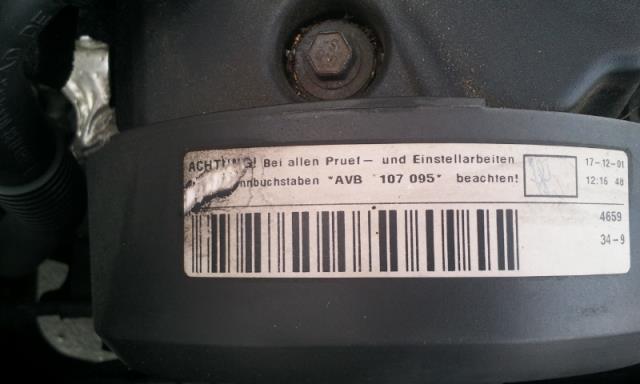 ACHTUNG! Bei allen Pruef- und Einstellarbeiten
nnbuchstaben *AVB 107 095* beachten!
17-12-01
12:16 48
4659
34-9